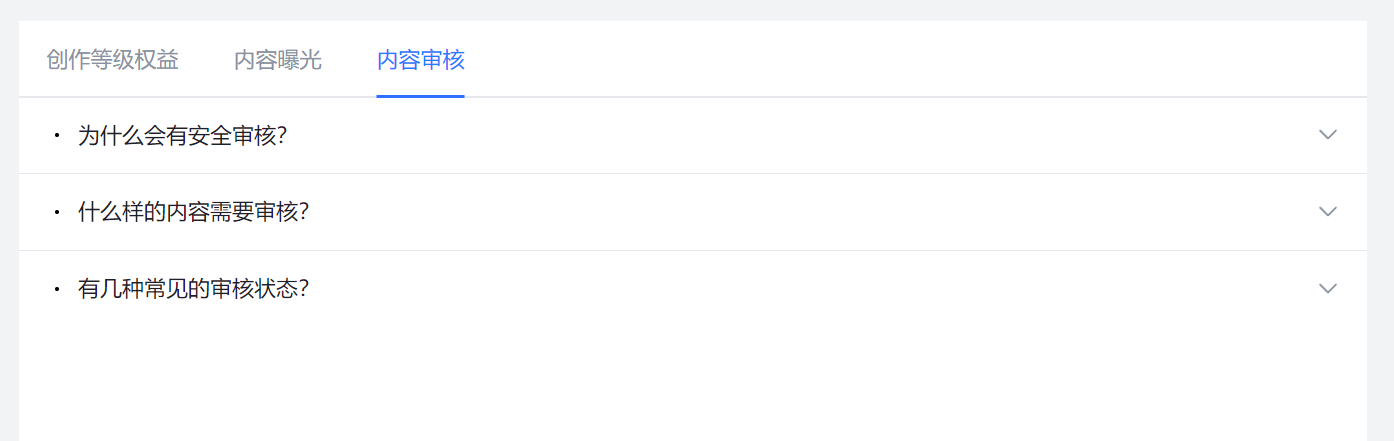 创作等级权益 内容曝光 内容审核
· 为什么会有安全审核?
· 什么样的内容需要审核?
· 有几种常见的审核状态?